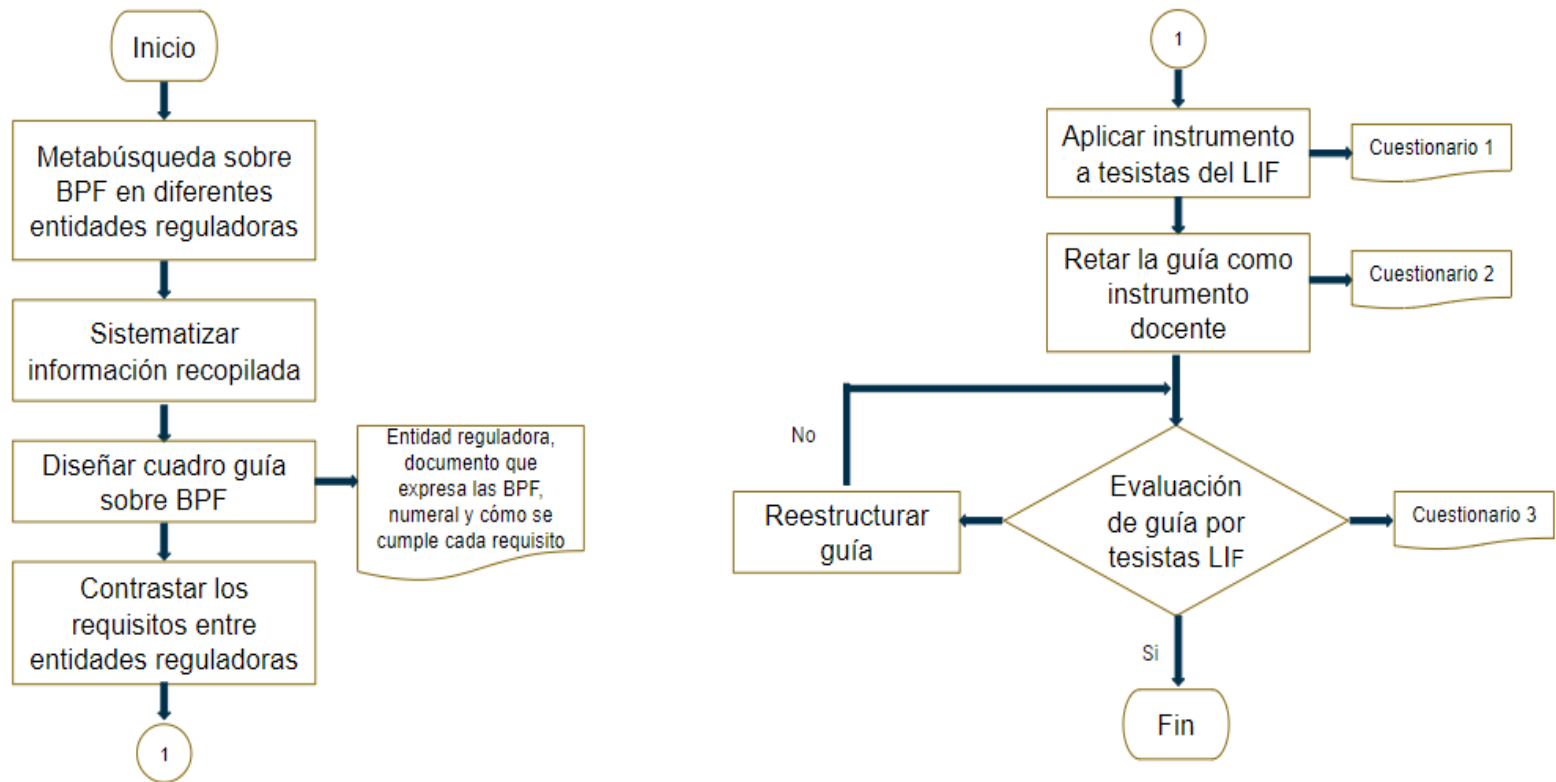 Inicio
Metabúsqueda sobre
BPF en diferentes
entidades reguladoras
Sistematizar
información recopilada
Diseñar cuadro guía
sobre BPF
Entidad reguladora,
documento que
expresa las BPF,
numeral y cómo se
cumple cada requisito
Contrastar los
requisitos entre
entidades reguladoras
1
1
Aplicar instrumento
a tesistas del LIF
Cuestionario 1
Retar la guía como
instrumento
docente
Cuestionario 2
No
Reestructurar
guía
Evaluación
de guía por
tesistas LIF
Cuestionario 3
Si
Fin